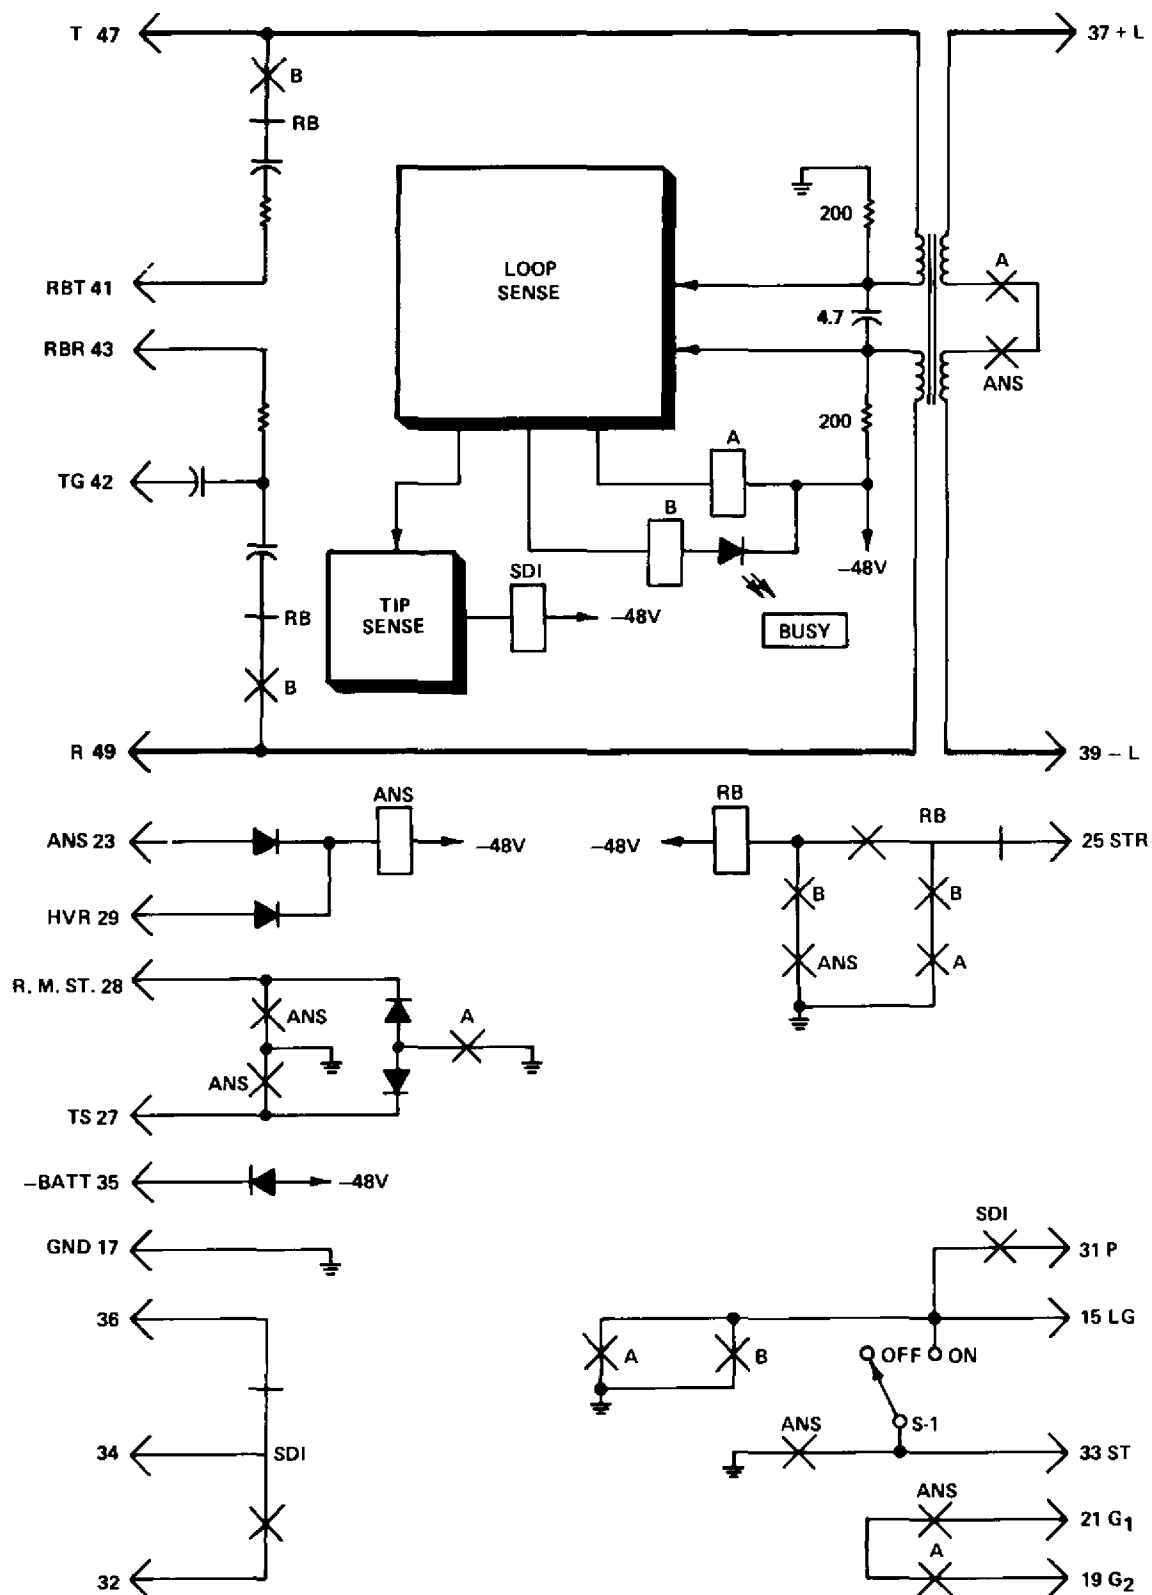 T 47
37 + L
B
RB
200
LOOP
SENSE
A
RBT 41
4.7
RBR 43
ANS
200
A
TG 42
B
–48V
SDI
RB
TIP
SENSE
–48V
BUSY
B
R 49
39 – L
ANS
RB
RB
ANS 23
–48V
–48V
25 STR
B
B
HVR 29
ANS
A
R. M. ST. 28
ANS
A
ANS
TS 27
–BATT 35
–48V
SDI
GND 17
31 P
36
15 LG
A
B
OFF
ON
ANS
S-1
34
SDI
33 ST
ANS
21 G1
A
32
19 G2